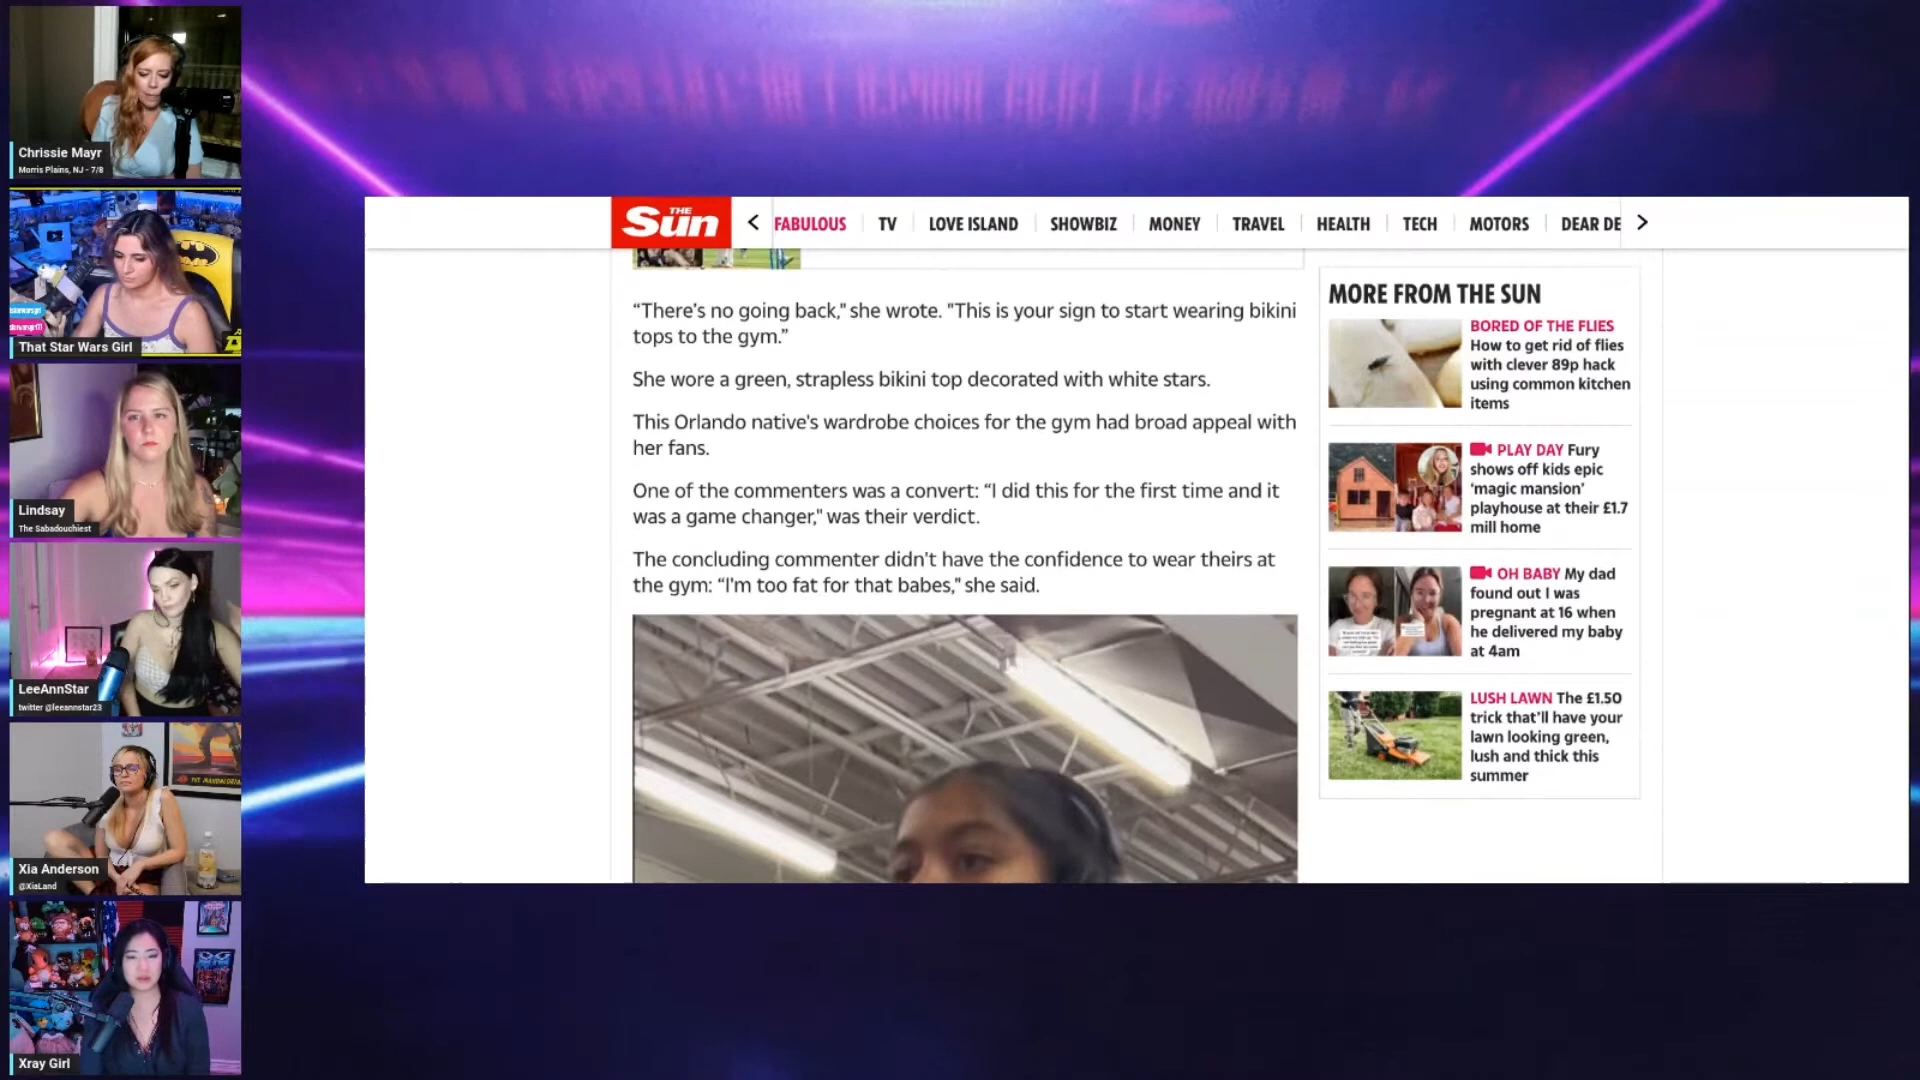 Chrissie Mayr
Morris Plains, NJ - 7/8
That Star Wars Girl
Lindsay
The Sabadouchiest
LeeAnnStar
twitter @leeannstar23
THE MANDALORIAN
Xia Anderson
@XiaLand
Xray Girl
THE Sun
FABULOUS
TV
LOVE ISLAND
SHOWBIZ
MONEY
TRAVEL
HEALTH
TECH
MOTORS
DEAR DE
“There’s no going back," she wrote. "This is your sign to start wearing bikini
tops to the gym.”
She wore a green, strapless bikini top decorated with white stars.
This Orlando native's wardrobe choices for the gym had broad appeal with
her fans.
One of the commenters was a convert: “I did this for the first time and it
was a game changer," was their verdict.
The concluding commenter didn't have the confidence to wear theirs at
the gym: “I'm too fat for that babes," she said.
MORE FROM THE SUN
BORED OF THE FLIES
How to get rid of flies
with clever 89p hack
using common kitchen
items
PLAY DAY Fury
shows off kids epic
‘magic mansion’
playhouse at their £1.7
mill home
OH BABY My dad
found out I was
pregnant at 16 when
he delivered my baby
at 4am
LUSH LAWN The £1.50
trick that’ll have your
lawn looking green,
lush and thick this
summer